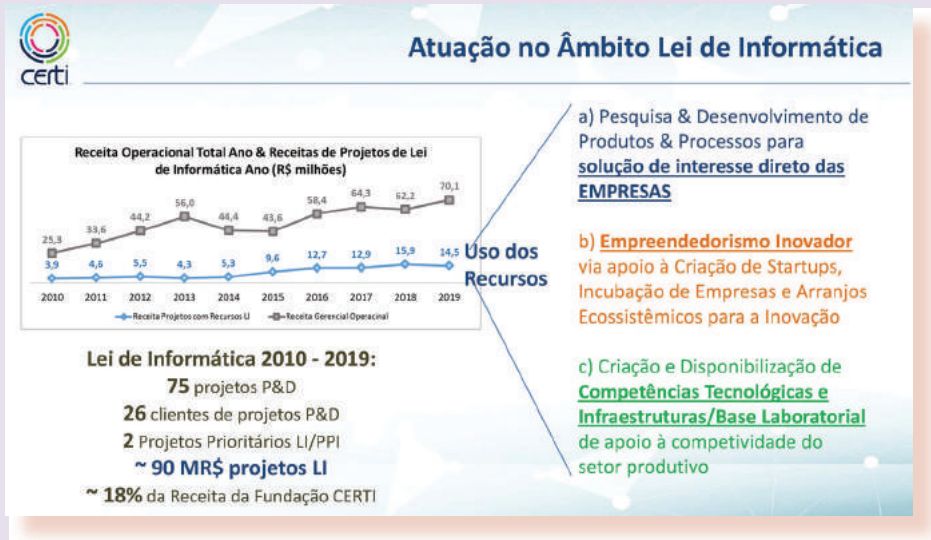 certi
Atuação no Âmbito Lei de Informática
Receita Operacional Total Ano & Receitas de Projetos de Lei
de Informática Ano (R$ milhões)
25,3 33,6 44,2 56,0 44,4 43,6 58,4 64,3 62,2 70,1
3,9 4,6 5,5 4,3 5,3 9,6 12,7 12,9 15,9 14,5
2010 2011 2012 2013 2014 2015 2016 2017 2018 2019
Receita Projetos com Recursos LI Receita Gerencial Operacinal
Uso dos
Recursos
Lei de Informática 2010 - 2019:
75 projetos P&D
26 clientes de projetos P&D
2 Projetos Prioritários LI/PPI
~ 90 MR$ projetos LI
~ 18% da Receita da Fundação CERTI
a) Pesquisa & Desenvolvimento de
Produtos & Processos para
solução de interesse direto das
EMPRESAS
b) Empreendedorismo Inovador
via apoio à Criação de Startups,
Incubação de Empresas e Arranjos
Ecossistêmicos para a Inovação
c) Criação e Disponibilização de
Competências Tecnológicas e
Infraestruturas/Base Laboratorial
de apoio à competividade do
setor produtivo